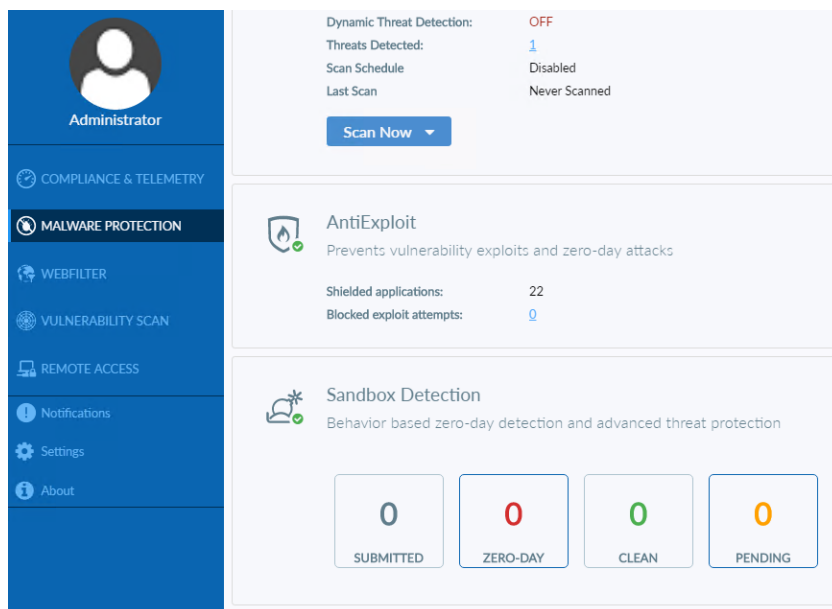 Administrator
COMPLIANCE & TELEMETRY
MALWARE PROTECTION
WEBFILTER
VULNERABILITY SCAN
REMOTE ACCESS
Notifications
Settings
About
Dynamic Threat Detection: OFF
Threats Detected: 1
Scan Schedule Disabled
Last Scan Never Scanned
Scan Now
AntiExploit
Prevents vulnerability exploits and zero-day attacks
Shielded applications: 22
Blocked exploit attempts: 0
Sandbox Detection
Behavior based zero-day detection and advanced threat protection
0 0 0 0
SUBMITTED ZERO-DAY CLEAN PENDING